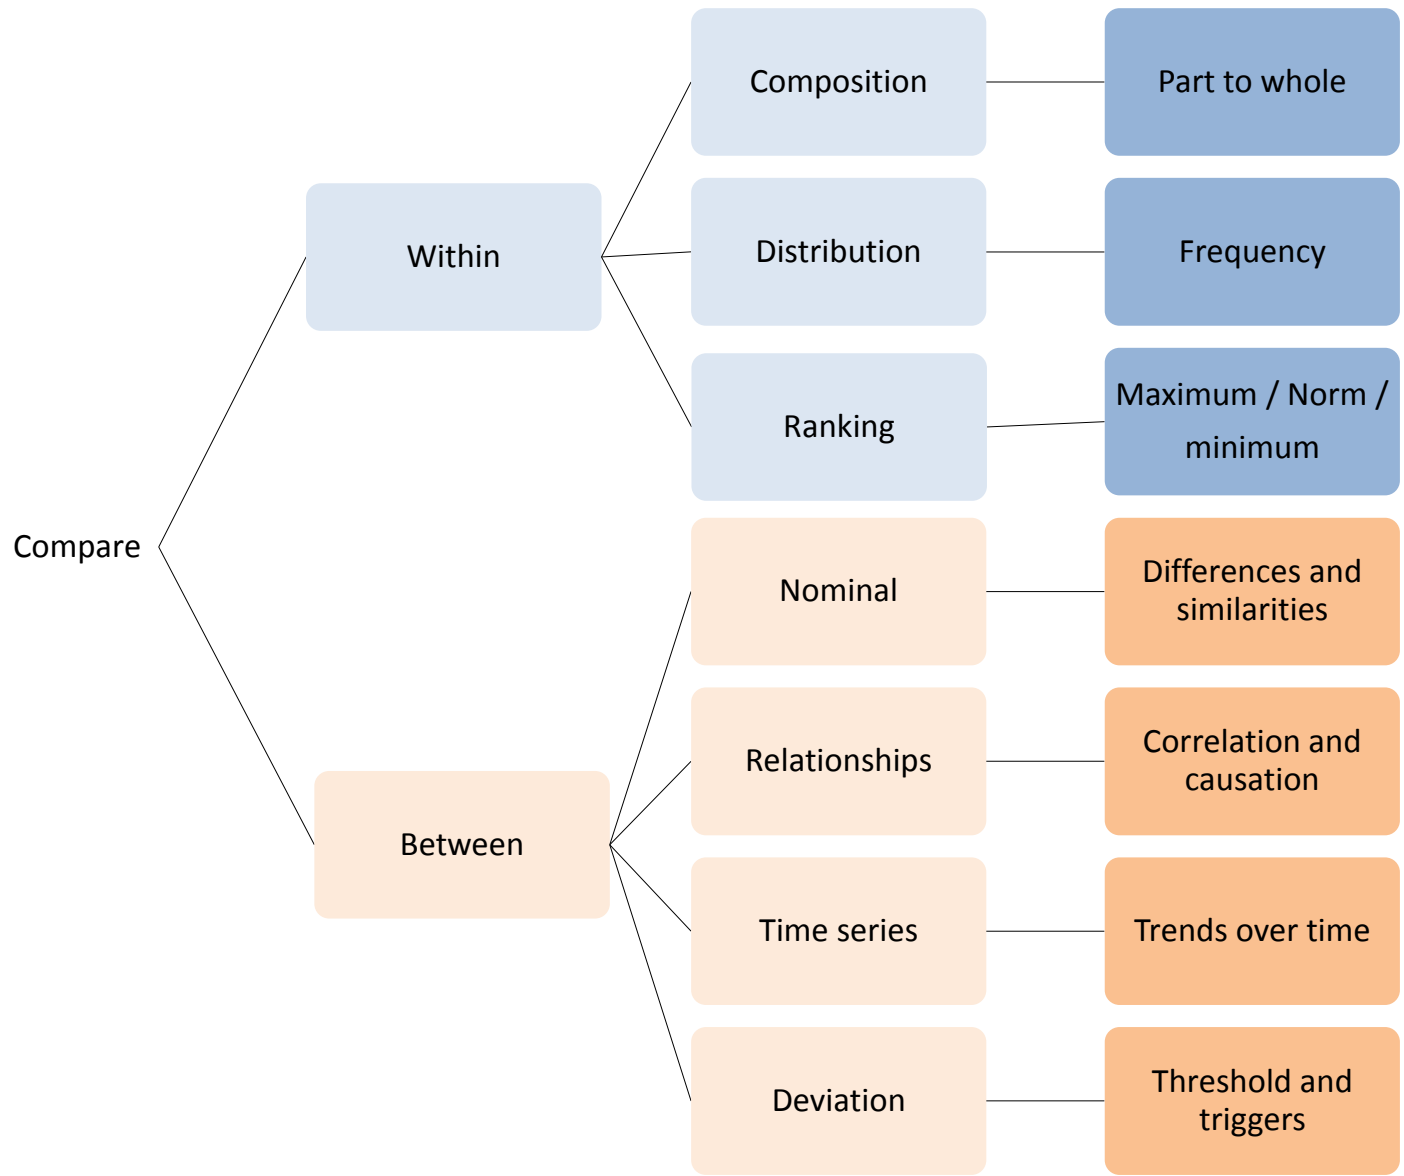 Composition
Part to whole
Within
Distribution
Frequency
Ranking
Maximum / Norm /
minimum
Compare
Nominal
Differences and
similarities
Relationships
Correlation and
causation
Between
Time series
Trends over time
Deviation
Threshold and
triggers